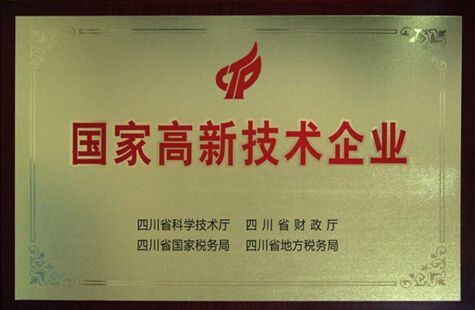 国家高新技术企业
四川省科学技术厅 四川省财政厅
四川省国家税务局 四川省地方税务局